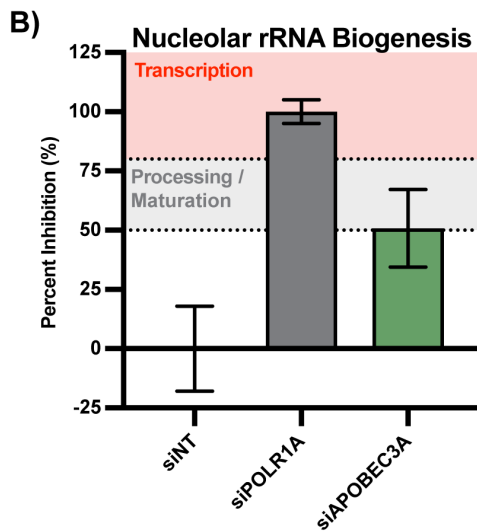 B)
Nucleolar rRNA Biogenesis
Percent Inhibition (%)
125
100
75
50
25
0
-25
Transcription
Processing /
Maturation
siNT
siPOLR1A
siAPOBEC3A